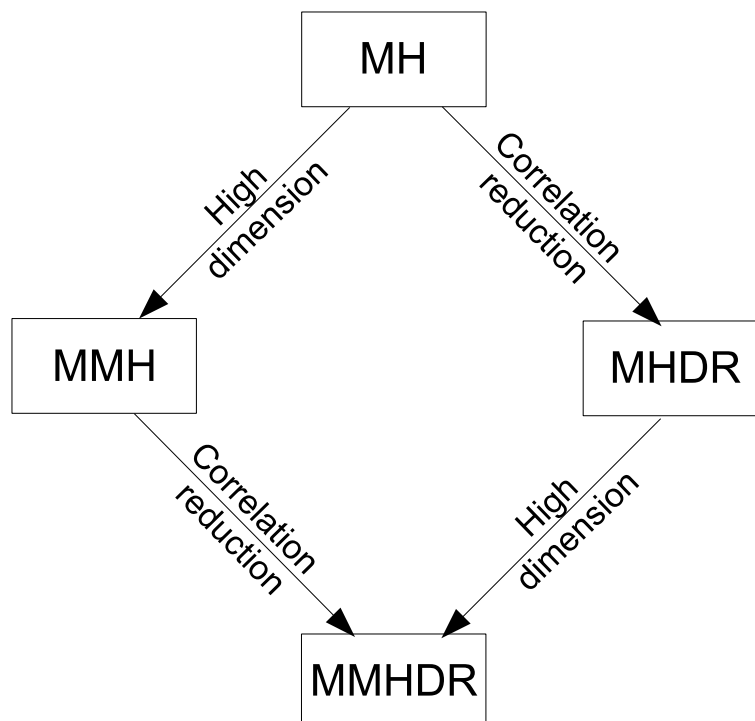 MH
High
dimension
Correlation
reduction
MMH
MHDR
Correlation
reduction
High
dimension
MMHDR